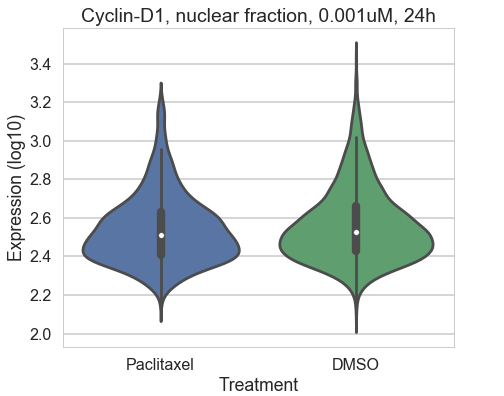 Cyclin-D1, nuclear fraction, 0.001uM, 24h
Expression (log10)
3.4
3.2
3.0
2.8
2.6
2.4
2.2
2.0
Paclitaxel DMSO
Treatment